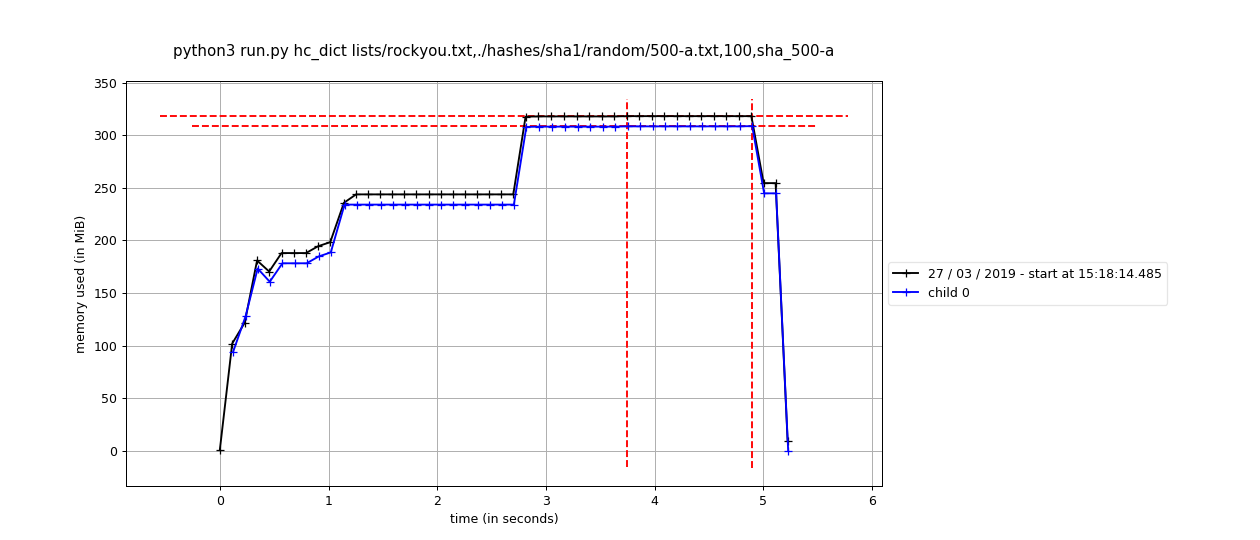 python3 run.py hc_dict lists/rockyou.txt,./hashes/sha1/random/500-a.txt,100,sha_500-a
350
300
250
200
150
100
50
0
memory used (in MiB)
0 1 2 3 4 5 6
time (in seconds)
27 / 03 / 2019 - start at 15:18:14.485
child 0